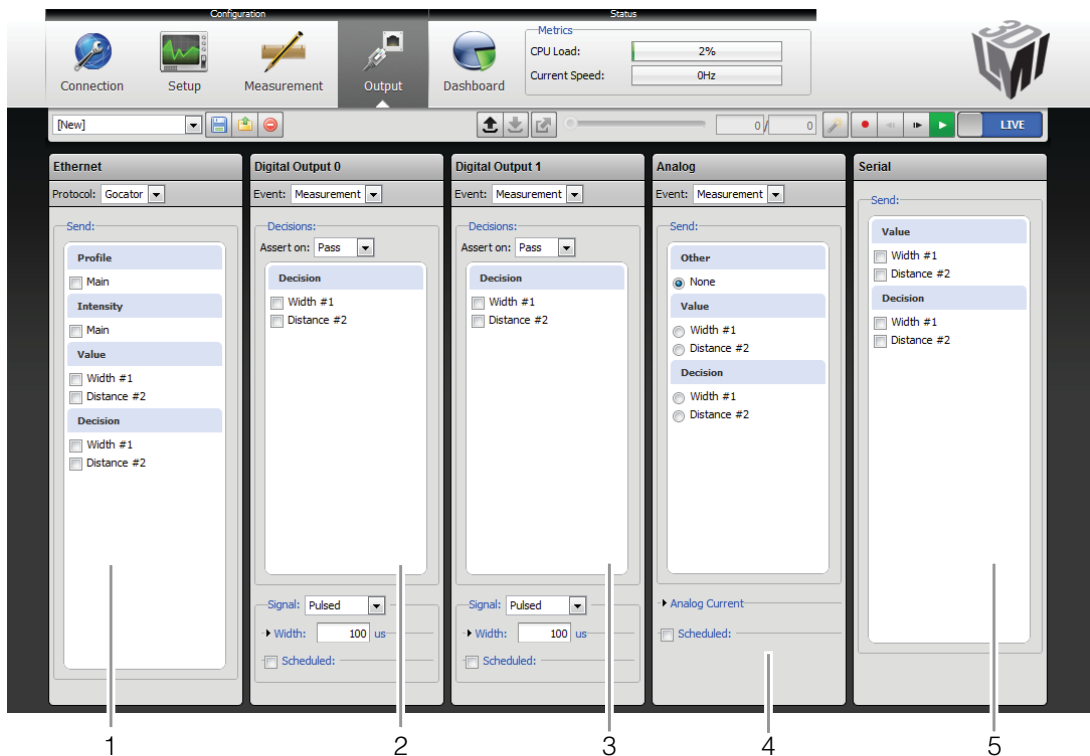 Configuration
Status
Connection
Setup
Measurement
Output
Dashboard
Metrics
CPU Load: 2%
Current Speed: 0Hz
3D
LMI
[New]
0 / 0
LIVE
Ethernet
Protocol: Gocator
Send:
Profile
Main
Intensity
Main
Value
Width #1
Distance #2
Decision
Width #1
Distance #2
Digital Output 0
Event: Measurement
Decisions:
Assert on: Pass
Decision
Width #1
Distance #2
Signal: Pulsed
Width: 100 us
Scheduled:
Digital Output 1
Event: Measurement
Decisions:
Assert on: Pass
Decision
Width #1
Distance #2
Signal: Pulsed
Width: 100 us
Scheduled:
Analog
Event: Measurement
Send:
Other
None
Value
Width #1
Distance #2
Decision
Width #1
Distance #2
Analog Current
Scheduled:
Serial
Send:
Value
Width #1
Distance #2
Decision
Width #1
Distance #2
1
2
3
4
5